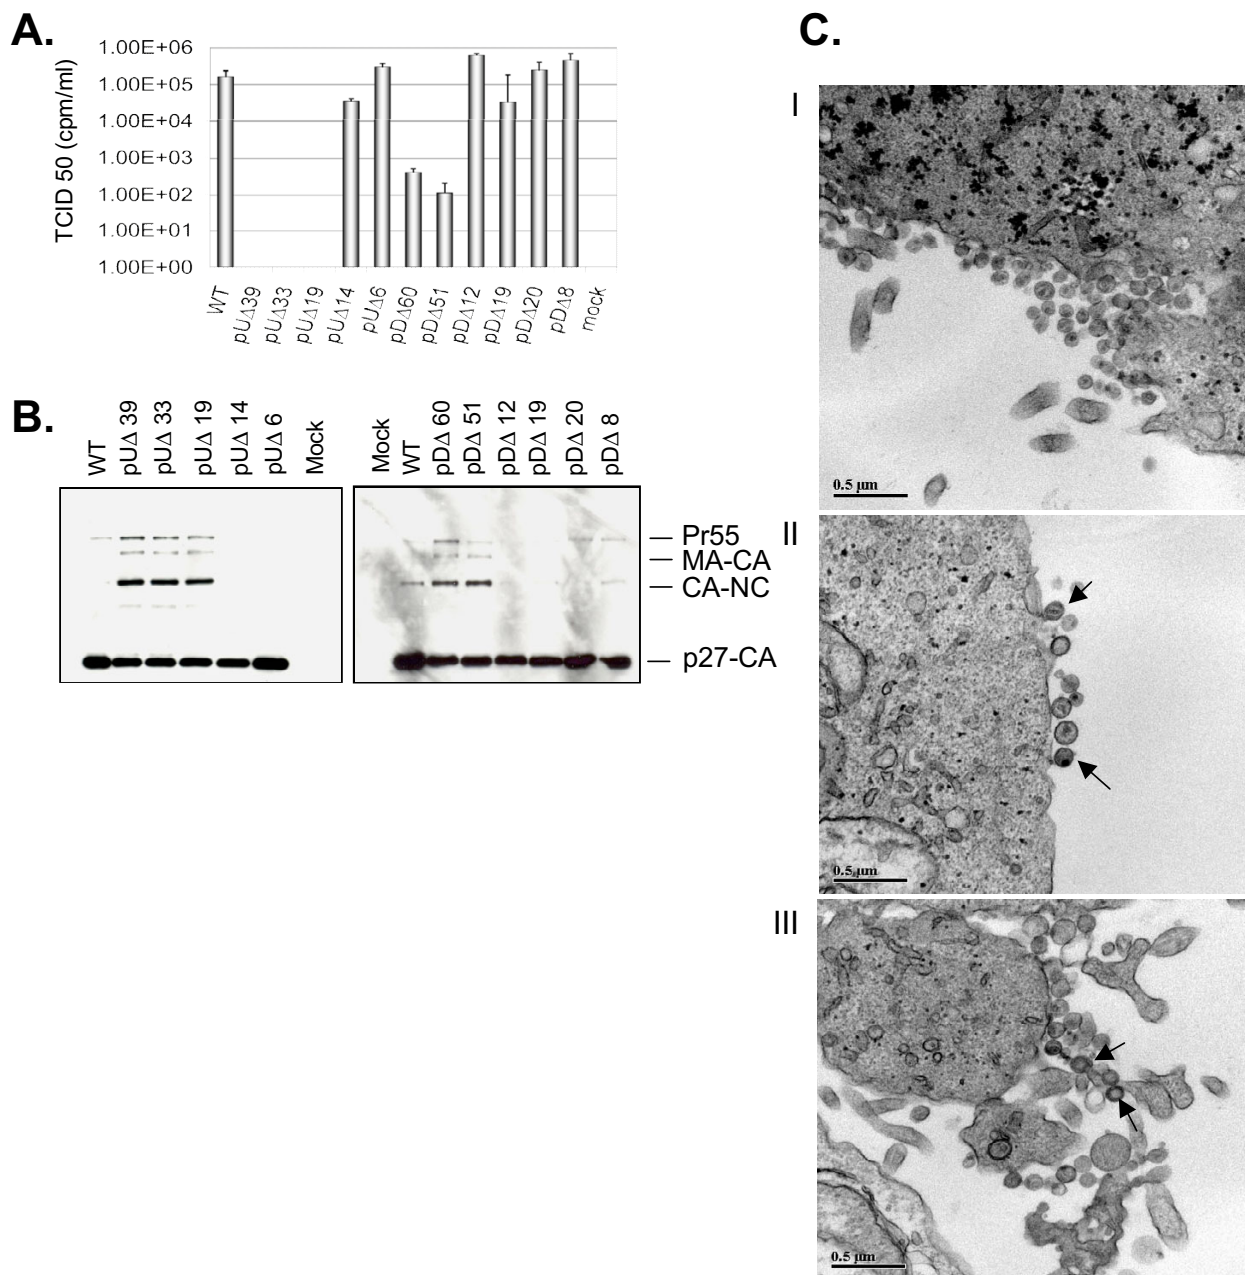 A.
TCID 50 (cpm/ml)
1.00E+06
1.00E+05
1.00E+04
1.00E+03
1.00E+02
1.00E+01
1.00E+00
WT
pUΔ39
pUΔ33
pUΔ19
pUΔ14
pUΔ6
pDΔ60
pDΔ51
pDΔ12
pDΔ19
pDΔ20
pDΔ8
mock
B.
WT
pUΔ 39
pUΔ 33
pUΔ 19
pUΔ 14
pUΔ 6
Mock
Mock
WT
pDΔ 60
pDΔ 51
pDΔ 12
pDΔ 19
pDΔ 20
pDΔ 8
Pr55
MA-CA
CA-NC
p27-CA
C.
I
0.5 µm
II
0.5 µm
III
0.5 µm